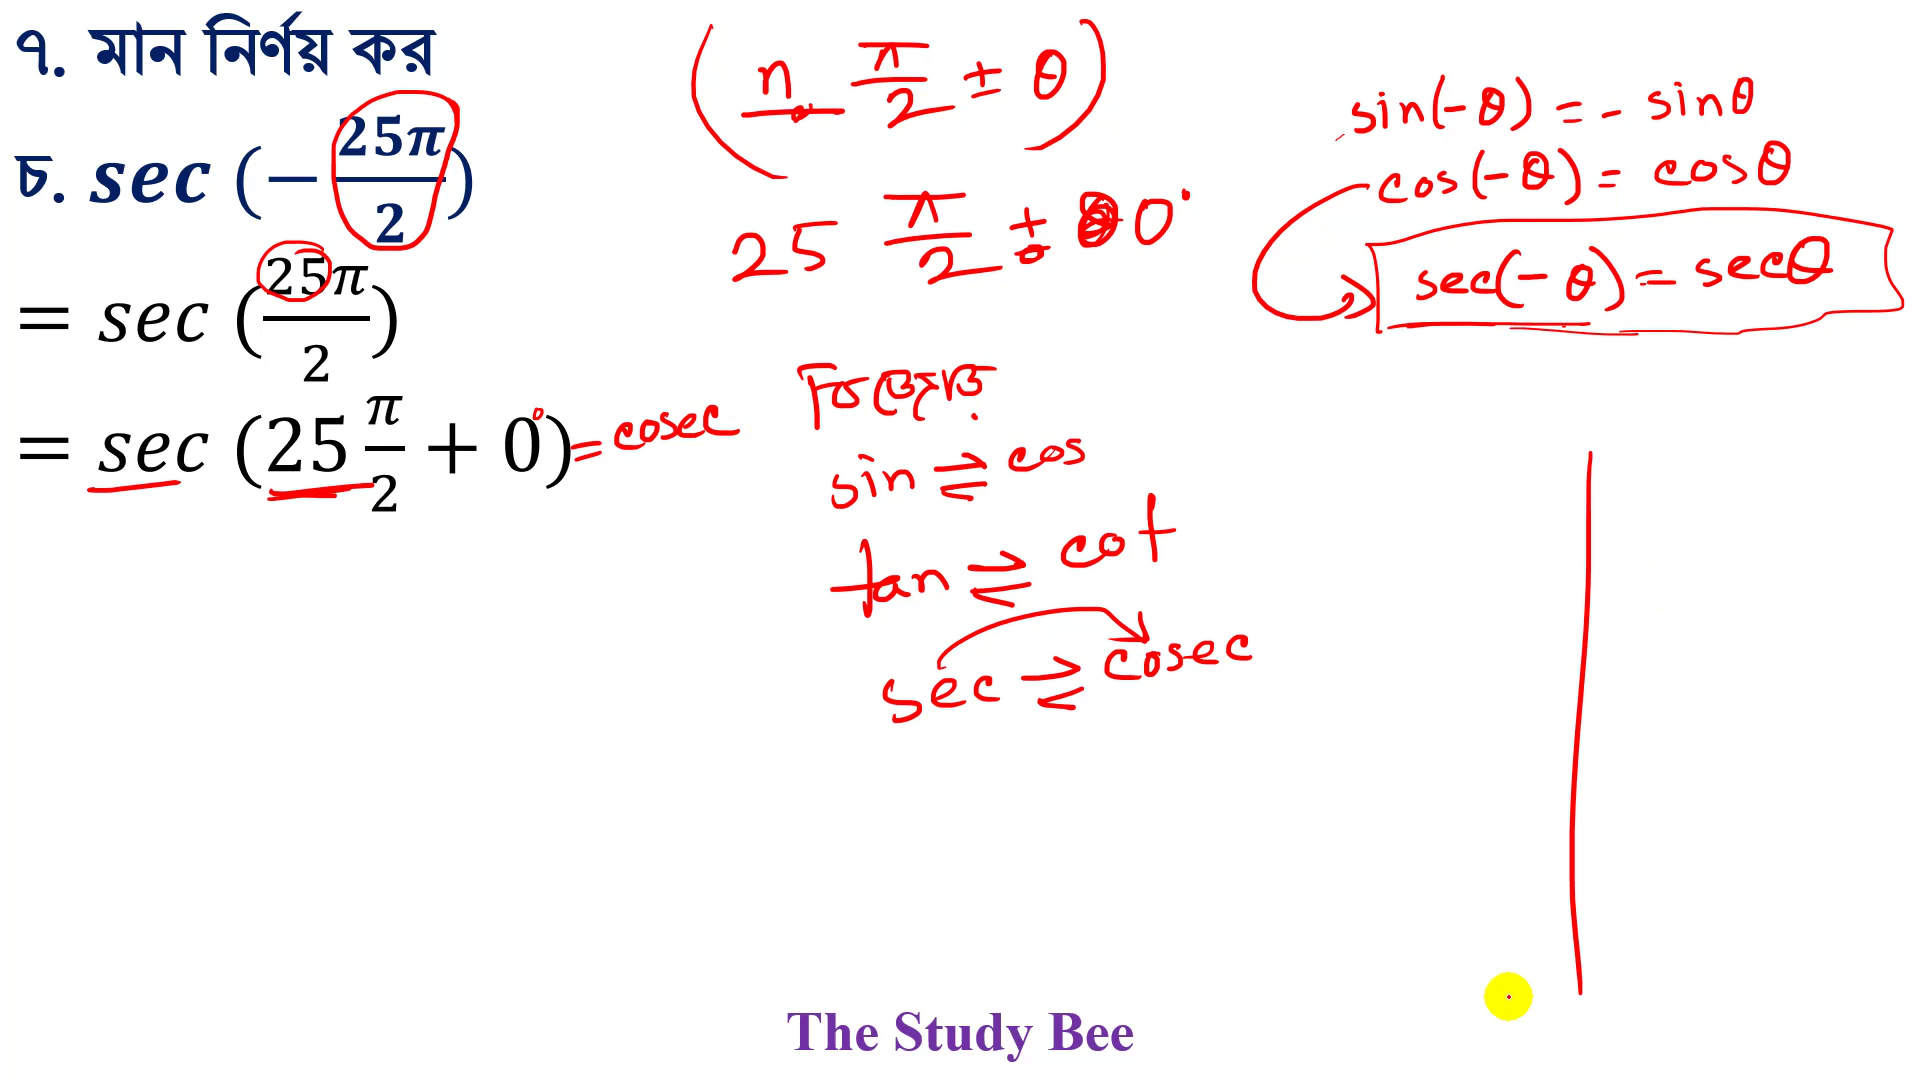 ৭. মান নির্ণয় কর
চ. sec (−25π/2)
= sec (25π/2)
= sec (25 π/2 + 0°) = cosec
(n. π/2 ± θ)
25 π/2 ± 0°
sin ⇌ cos
tan ⇌ cot
sec ⇌ cosec
sin(-θ) = - sinθ
cos(-θ) = cosθ
sec(-θ) = secθ
The Study Bee